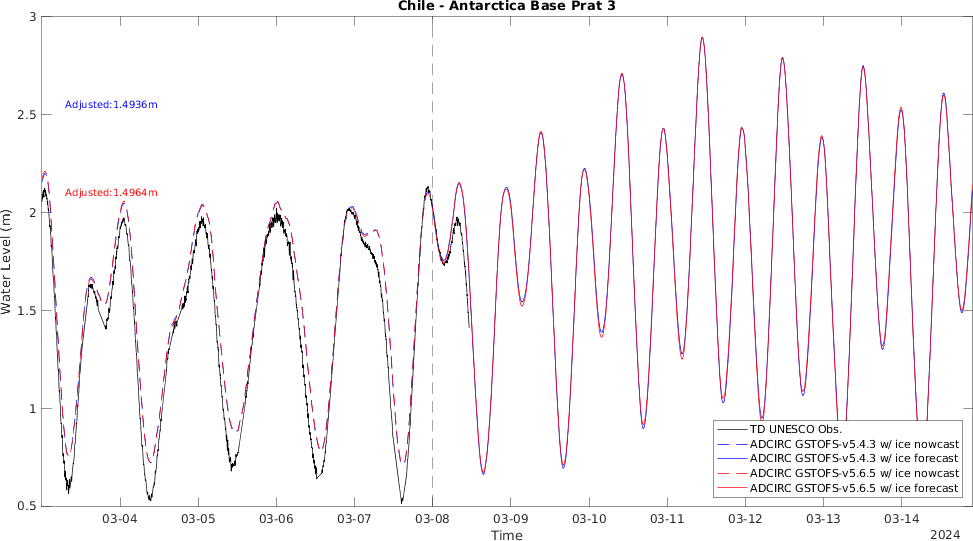 Chile - Antarctica Base Prat 3
3
2.5
2
1.5
1
0.5
Water Level (m)
Adjusted:1.4936m
Adjusted:1.4964m
TD UNESCO Obs.
ADCIRC GSTOFS-v5.4.3 w/ ice nowcast
ADCIRC GSTOFS-v5.4.3 w/ ice forecast
ADCIRC GSTOFS-v5.6.5 w/ ice nowcast
ADCIRC GSTOFS-v5.6.5 w/ ice forecast
03-04 03-05 03-06 03-07 03-08 03-09 03-10 03-11 03-12 03-13 03-14
Time
2024